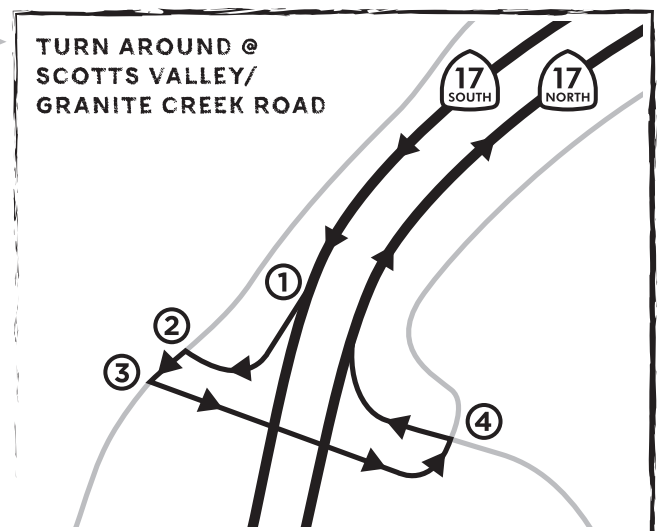 TURN AROUND @
SCOTTS VALLEY/
GRANITE CREEK ROAD
17
SOUTH
17
NORTH
1
2
3
4